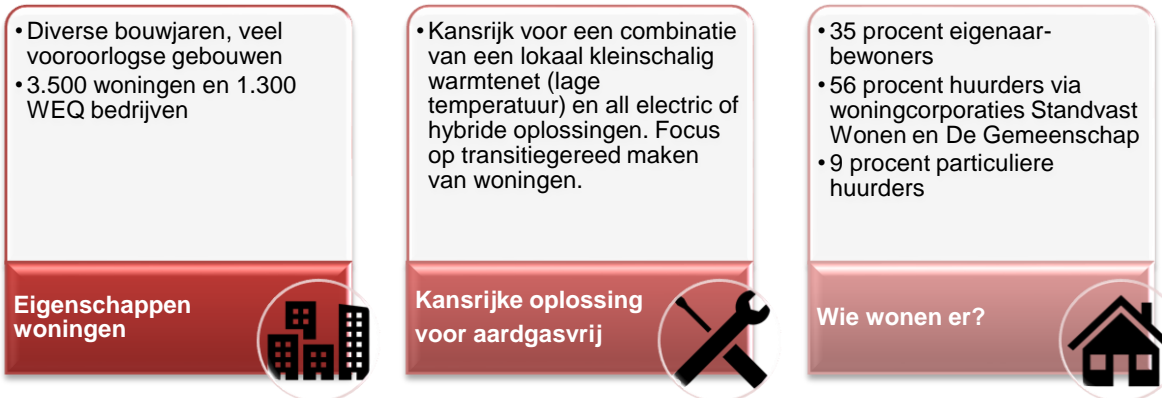 • Diverse bouwjaren, veel
vooroorlogse gebouwen
• 3.500 woningen en 1.300
WEQ bedrijven
Eigenschappen
woningen
• Kansrijk voor een combinatie
van een lokaal kleinschalig
warmtenet (lage
temperatuur) en all electric of
hybride oplossingen. Focus
op transitiegereed maken
van woningen.
Kansrijke oplossing
voor aardgasvrij
• 35 procent eigenaar-
bewoners
• 56 procent huurders via
woningcorporaties Standvast
Wonen en De Gemeenschap
• 9 procent particuliere
huurders
Wie wonen er?